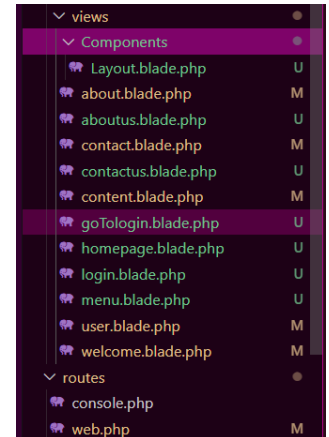 views
Components
Layout.blade.php U
about.blade.php M
aboutus.blade.php U
contact.blade.php M
contactus.blade.php U
content.blade.php M
goTologin.blade.php U
homepage.blade.php U
login.blade.php U
menu.blade.php U
user.blade.php M
welcome.blade.php M
routes
console.php
web.php M